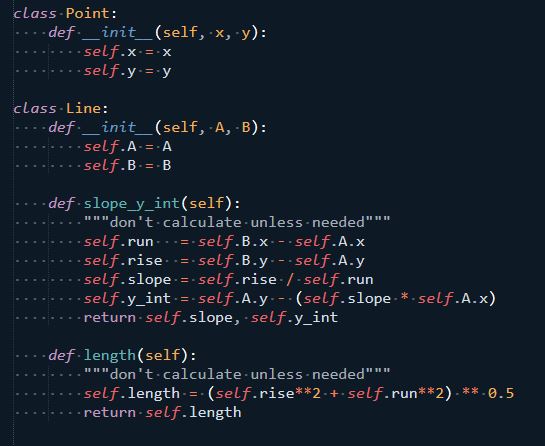 class Point:
    def __init__(self, x, y):
        self.x = x
        self.y = y

class Line:
    def __init__(self, A, B):
        self.A = A
        self.B = B

    def slope_y_int(self):
        """don't calculate unless needed"""
        self.run   = self.B.x - self.A.x
        self.rise  = self.B.y - self.A.y
        self.slope = self.rise / self.run
        self.y_int = self.A.y - (self.slope * self.A.x)
        return self.slope, self.y_int

    def length(self):
        """don't calculate unless needed"""
        self.length = (self.rise**2 + self.run**2) ** 0.5
        return self.length